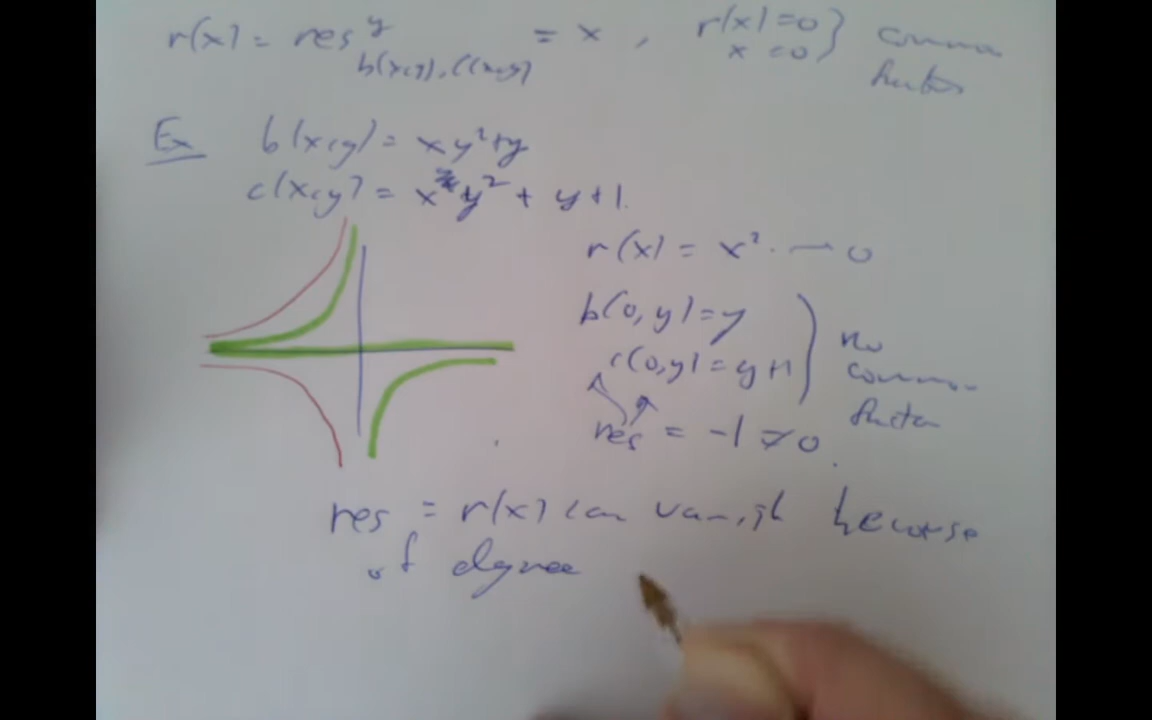 r(x) = res^y_{b(x,y), c(x,y)} = x , r(x)=0
x=0 } common
factor
Ex b(x,y) = xy²+y
c(x,y) = x y² + y+1.
r(x) = x² → 0
b(0,y)=y
c(0,y)=y+1 } no
common
factor
res = -1 ≠ 0.
res = r(x) can vanish because
of degree